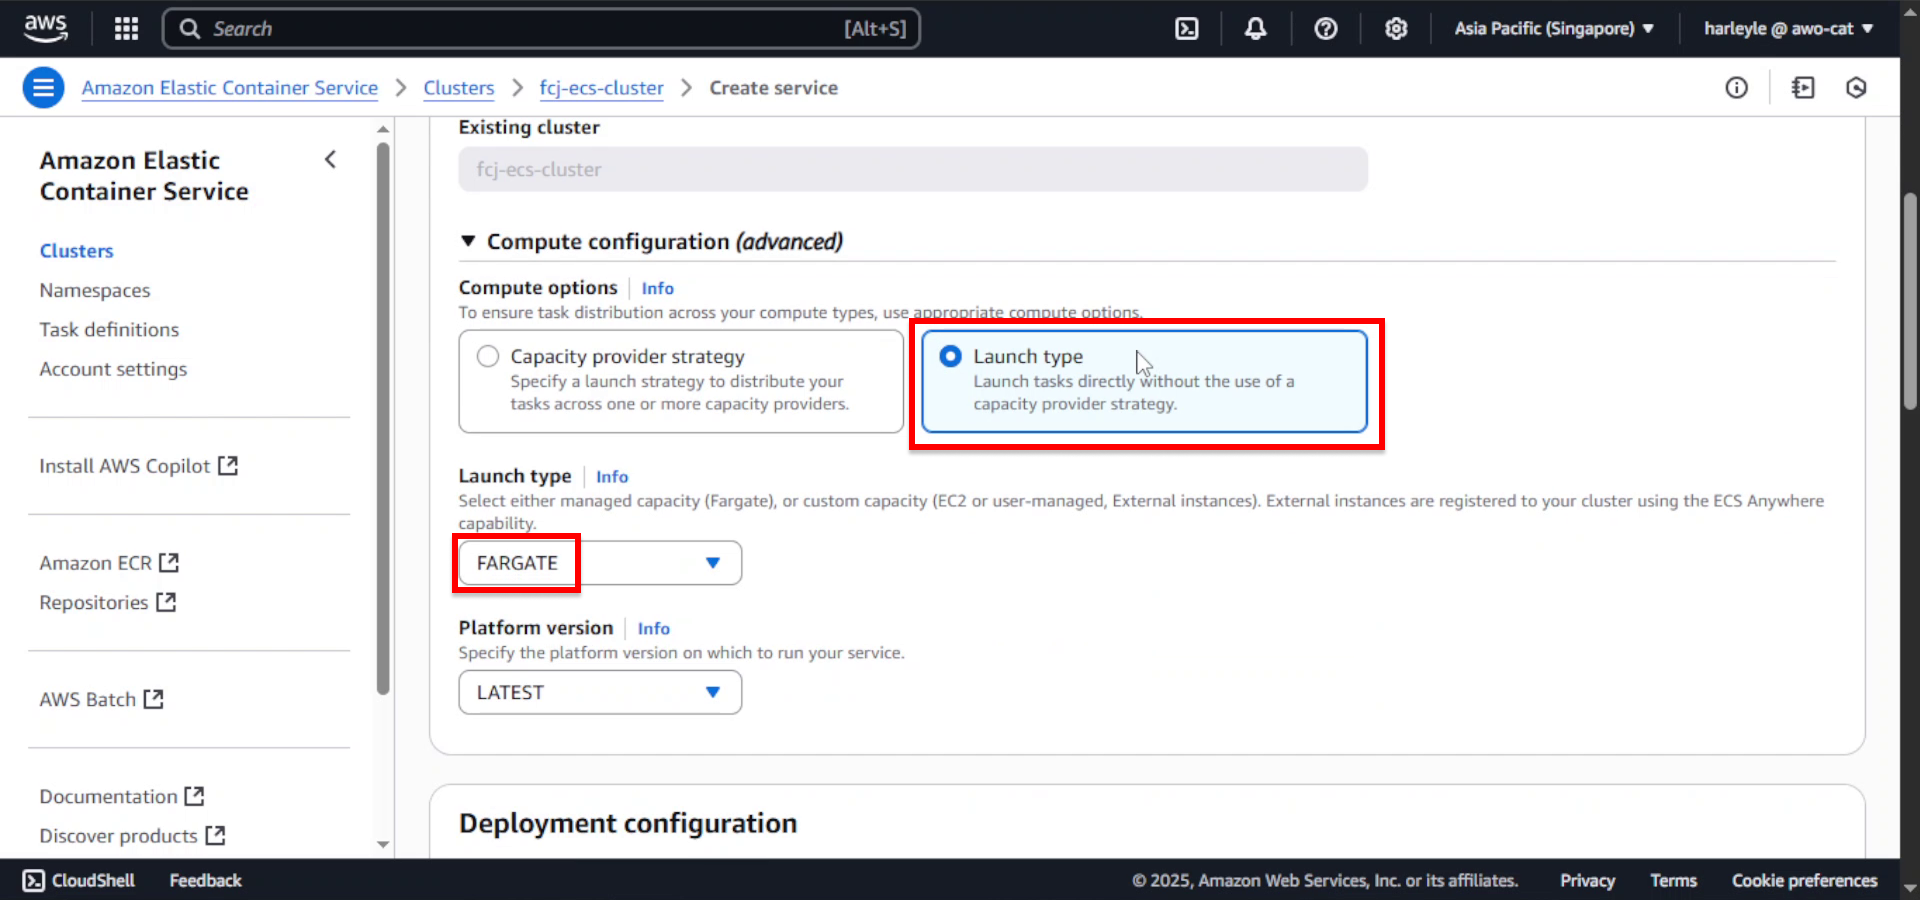 aws
Search
[Alt+S]
Asia Pacific (Singapore)
harleyle @ awo-cat
Amazon Elastic Container Service
Clusters
fcj-ecs-cluster
Create service
Amazon Elastic
Container Service
Clusters
Namespaces
Task definitions
Account settings
Install AWS Copilot
Amazon ECR
Repositories
AWS Batch
Documentation
Discover products
Existing cluster
fcj-ecs-cluster
Compute configuration (advanced)
Compute options
Info
To ensure task distribution across your compute types, use appropriate compute options.
Capacity provider strategy
Specify a launch strategy to distribute your
tasks across one or more capacity providers.
Launch type
Launch tasks directly without the use of a
capacity provider strategy.
Launch type
Info
Select either managed capacity (Fargate), or custom capacity (EC2 or user-managed, External instances). External instances are registered to your cluster using the ECS Anywhere
capability.
FARGATE
Platform version
Info
Specify the platform version on which to run your service.
LATEST
Deployment configuration
CloudShell
Feedback
© 2025, Amazon Web Services, Inc. or its affiliates.
Privacy
Terms
Cookie preferences